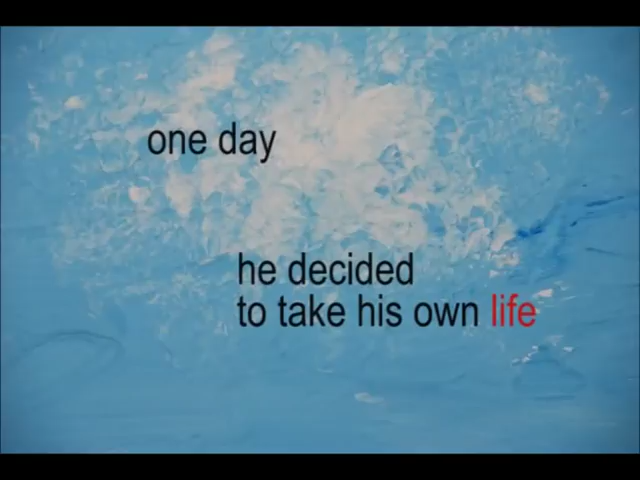 one day
he decided
to take his own life